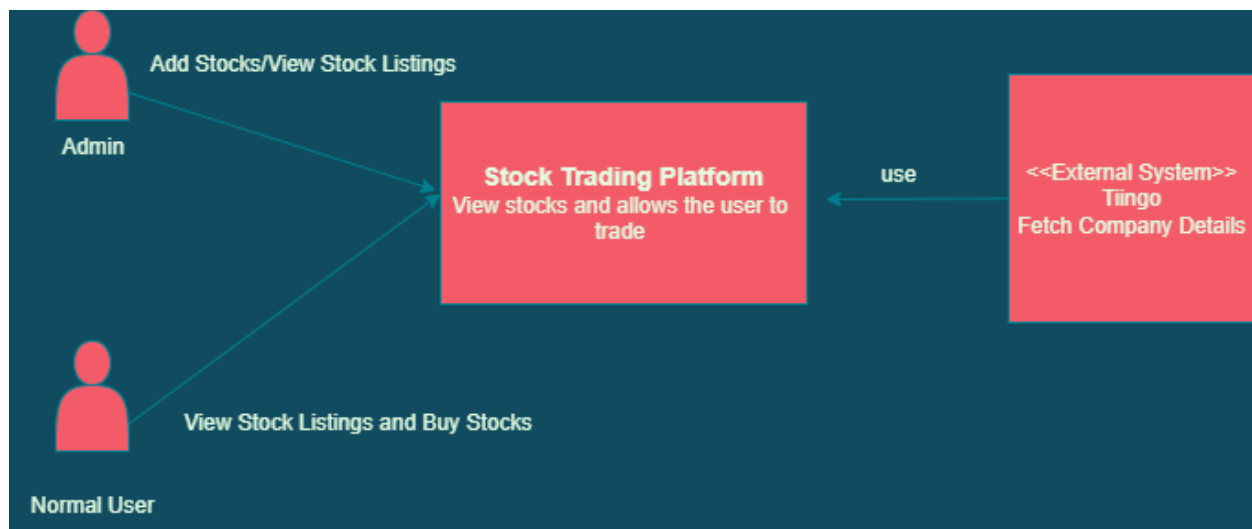 Add Stocks/View Stock Listings
Admin
Stock Trading Platform
View stocks and allows the user to
trade
use
<<External System>>
Tiingo
Fetch Company Details
View Stock Listings and Buy Stocks
Normal User